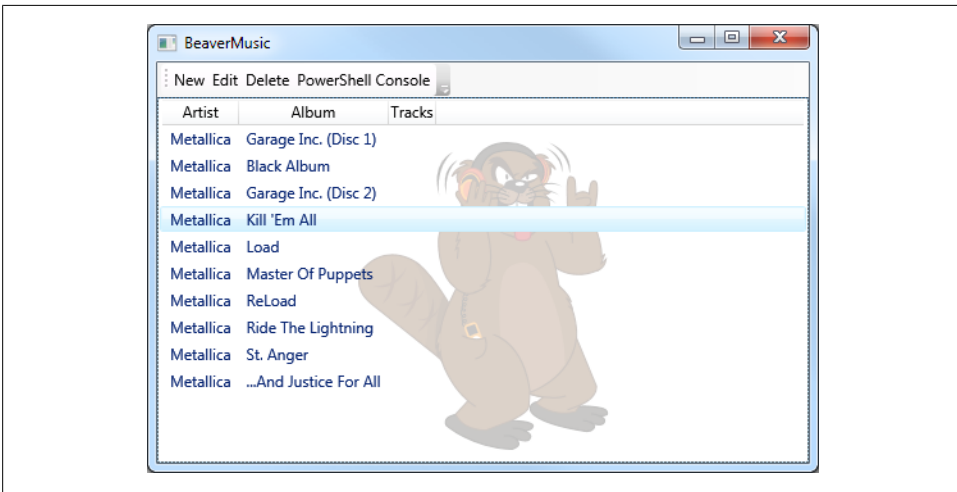 BeaverMusic
New Edit Delete PowerShell Console
Artist Album Tracks
Metallica Garage Inc. (Disc 1)
Metallica Black Album
Metallica Garage Inc. (Disc 2)
Metallica Kill 'Em All
Metallica Load
Metallica Master Of Puppets
Metallica ReLoad
Metallica Ride The Lightning
Metallica St. Anger
Metallica ...And Justice For All